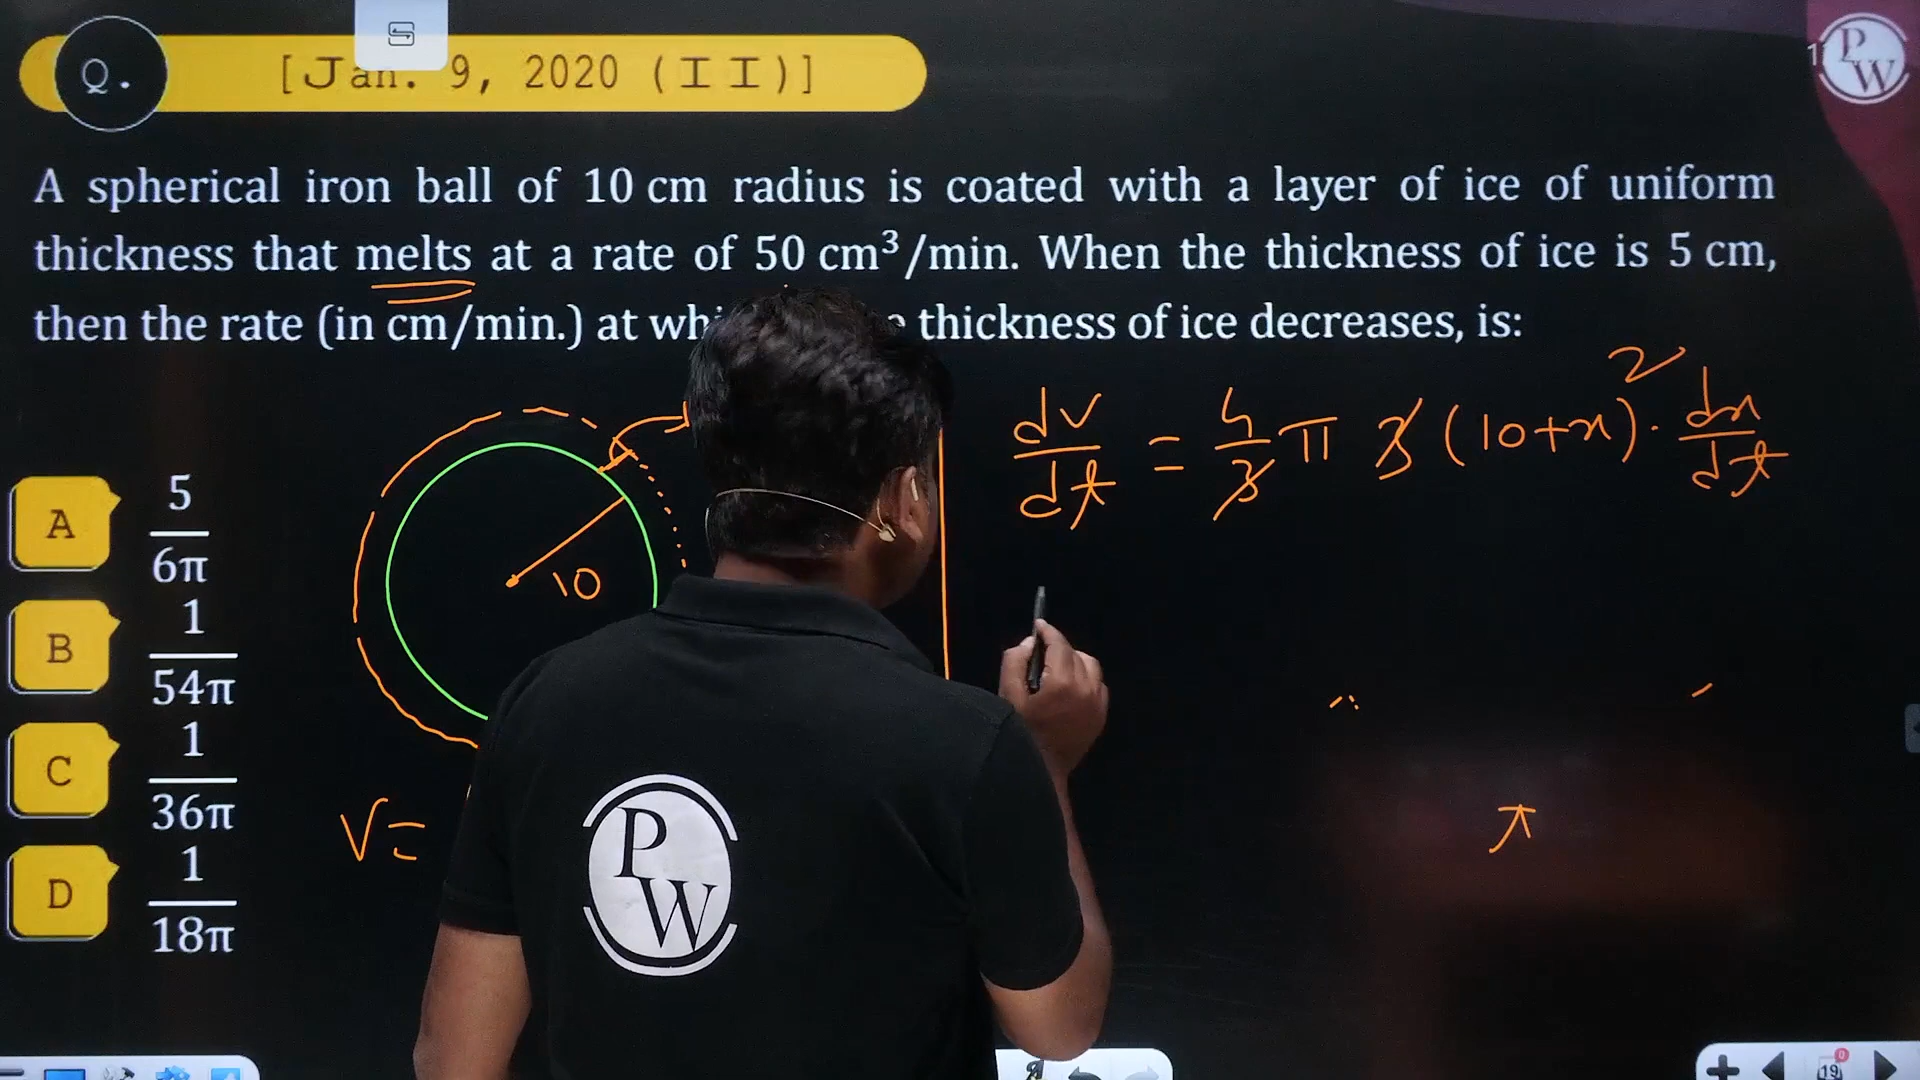 Q. [Jan. 9, 2020 (II)]
PW
A spherical iron ball of 10 cm radius is coated with a layer of ice of uniform
thickness that melts at a rate of 50 cm³/min. When the thickness of ice is 5 cm,
then the rate (in cm/min.) at thickness of ice decreases, is:
dv/dt = 4/3 π 3 (10+x)² · dx/dt
A 5/6π
10
B 1/54π
C 1/36π
V =
D 1/18π
PW
19